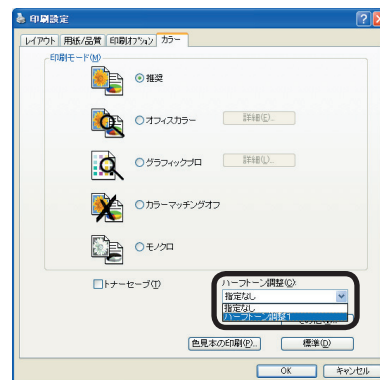 印刷設定
レイアウト 用紙/品質 印刷オプション カラー
印刷モード(M)
推奨
オフィスカラー 詳細(E)...
グラフィックプロ 詳細(L)...
カラーマッチングオフ
モノクロ
トナーセーブ(T)
ハーフトーン調整(C):
指定なし
指定なし
ハーフトーン調整1
色見本の印刷(P)... 標準(D)
OK キャンセル